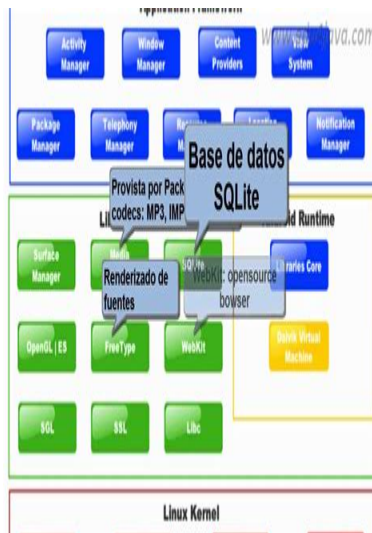 Application Framework
Activity
Manager
Window
Manager
Content
Providers
View
System
Package
Manager
Telephony
Manager
Notification
Manager
Base de datos
SQLite
Provista por Pack
codecs: MP3, IMP
Android Runtime
Surface
Manager
Media
SQLite
Libraries Core
Renderizado de
fuentes
WebKit: opensource
bowser
OpenGL | ES
FreeType
WebKit
Dalvik Virtual
Machine
SGL
SSL
Libc
Linux Kernel